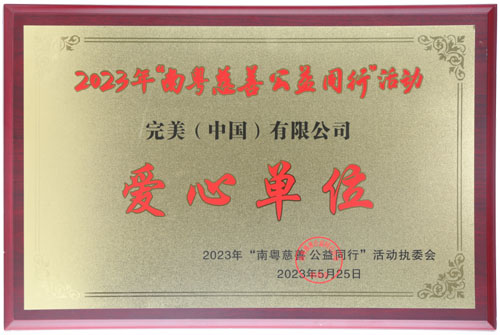 2023年“南粤慈善公益同行”活动
完美（中国）有限公司
爱心单位
2023年“南粤慈善 公益同行”活动执委会
2023年5月25日